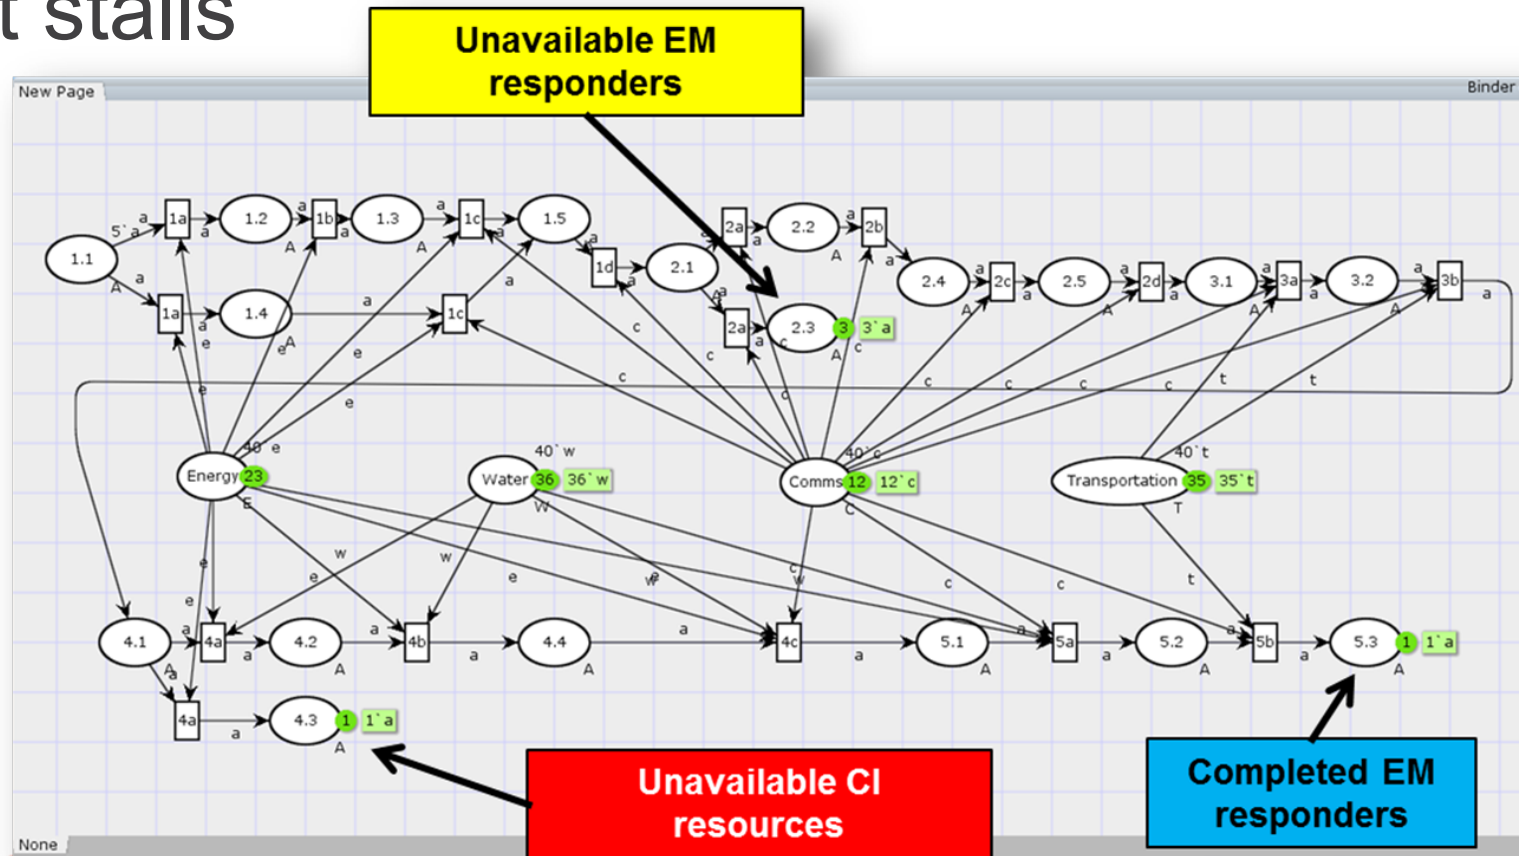 t stalls
Unavailable EM
responders
New Page
Binder
1.1
5`a
a
A
a
1a
a
1.2
a
A
1b
a
1.3
a
A
1c
a
1.5
a
1d
a
2.1
a
A
a
2a
a
2.2
a
A
2b
a
2.4
a
A
2c
a
2.5
a
A
2d
a
3.1
a
A
3a
a
3.2
a
A
3b
a
1a
a
1.4
A
a
1c
a
2a
a
2.3
A
3
3`a
e
e
e
e
e
c
c
c
c
c
c
c
c
c
c
t
t
Energy
23
40`e
E
Water
36
40`w
36`w
W
Comms
12
40`c
12`c
C
Transportation
35
40`t
35`t
T
e
e
e
w
w
e
w
e
w
c
c
c
t
4.1
A
a
a
4a
a
4.2
a
A
4b
a
4.4
a
A
4c
a
5.1
a
A
5a
a
5.2
a
A
5b
a
5.3
A
1
1`a
4a
a
4.3
A
1
1`a
Unavailable CI
resources
Completed EM
responders
None